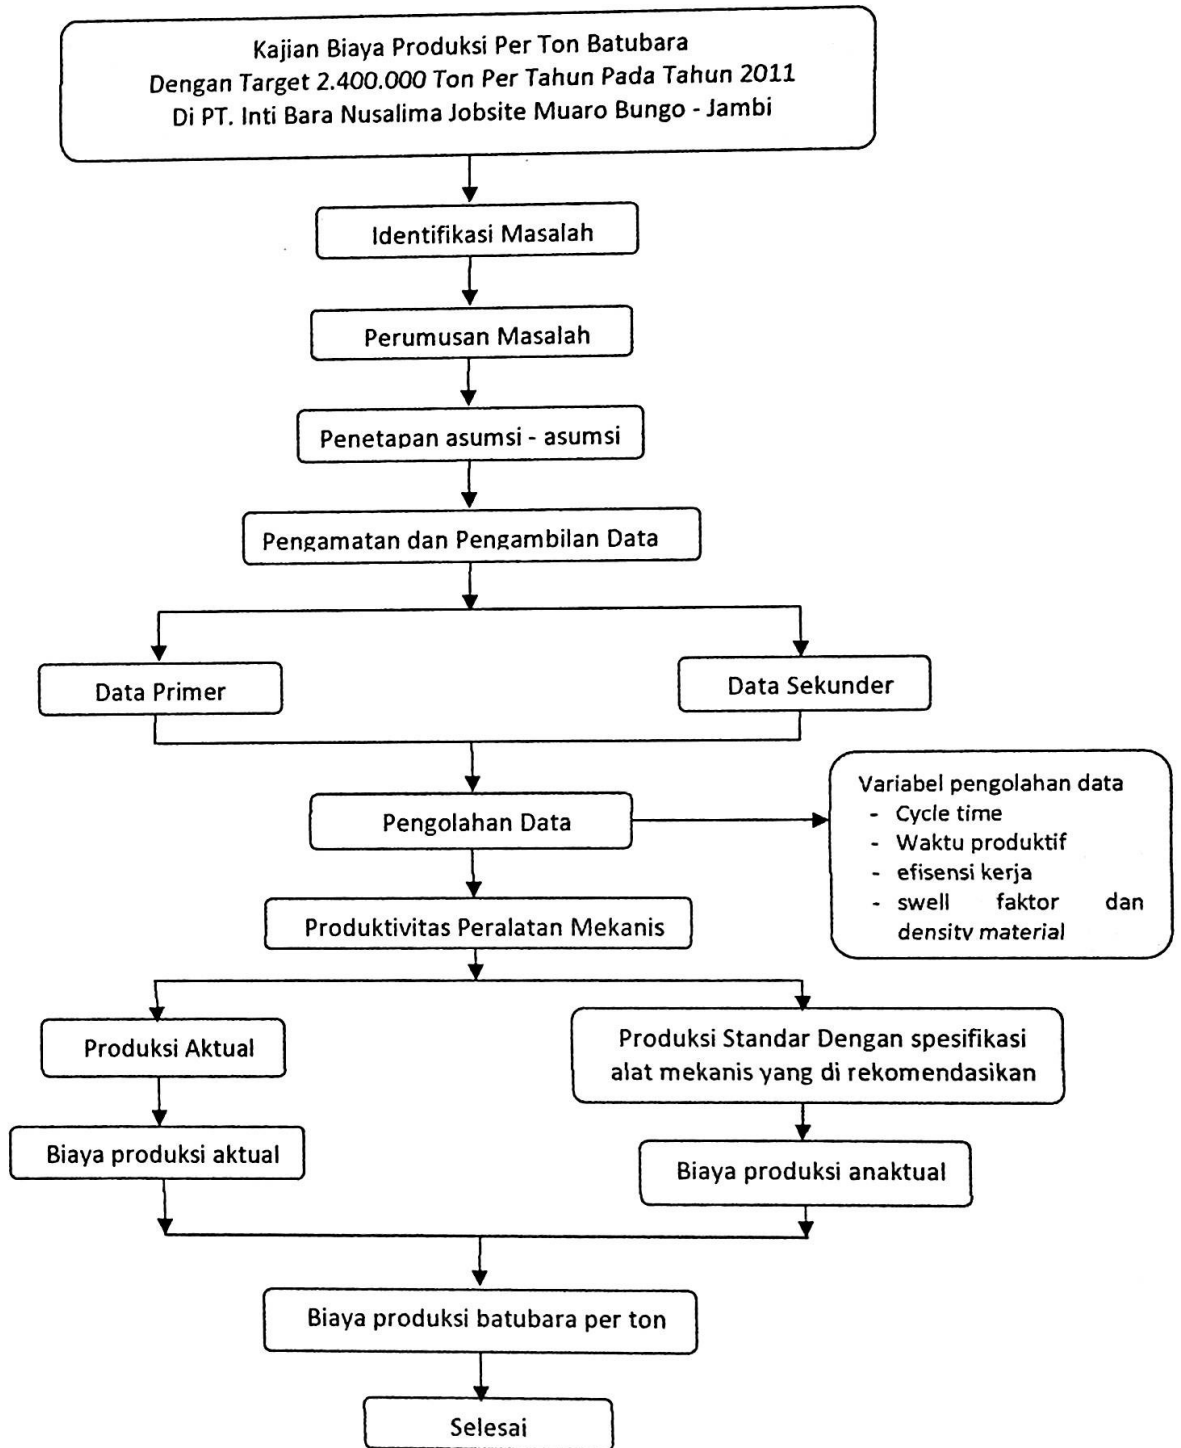 Kajian Biaya Produksi Per Ton Batubara
Dengan Target 2.400.000 Ton Per Tahun Pada Tahun 2011
Di PT. Inti Bara Nusalima Jobsite Muaro Bungo - Jambi
Identifikasi Masalah
Perumusan Masalah
Penetapan asumsi - asumsi
Pengamatan dan Pengambilan Data
Data Primer
Data Sekunder
Pengolahan Data
Variabel pengolahan data
- Cycle time
- Waktu produktif
- efisensi kerja
- swell faktor dan
density material
Produktivitas Peralatan Mekanis
Produksi Aktual
Produksi Standar Dengan spesifikasi
alat mekanis yang di rekomendasikan
Biaya produksi aktual
Biaya produksi anaktual
Biaya produksi batubara per ton
Selesai